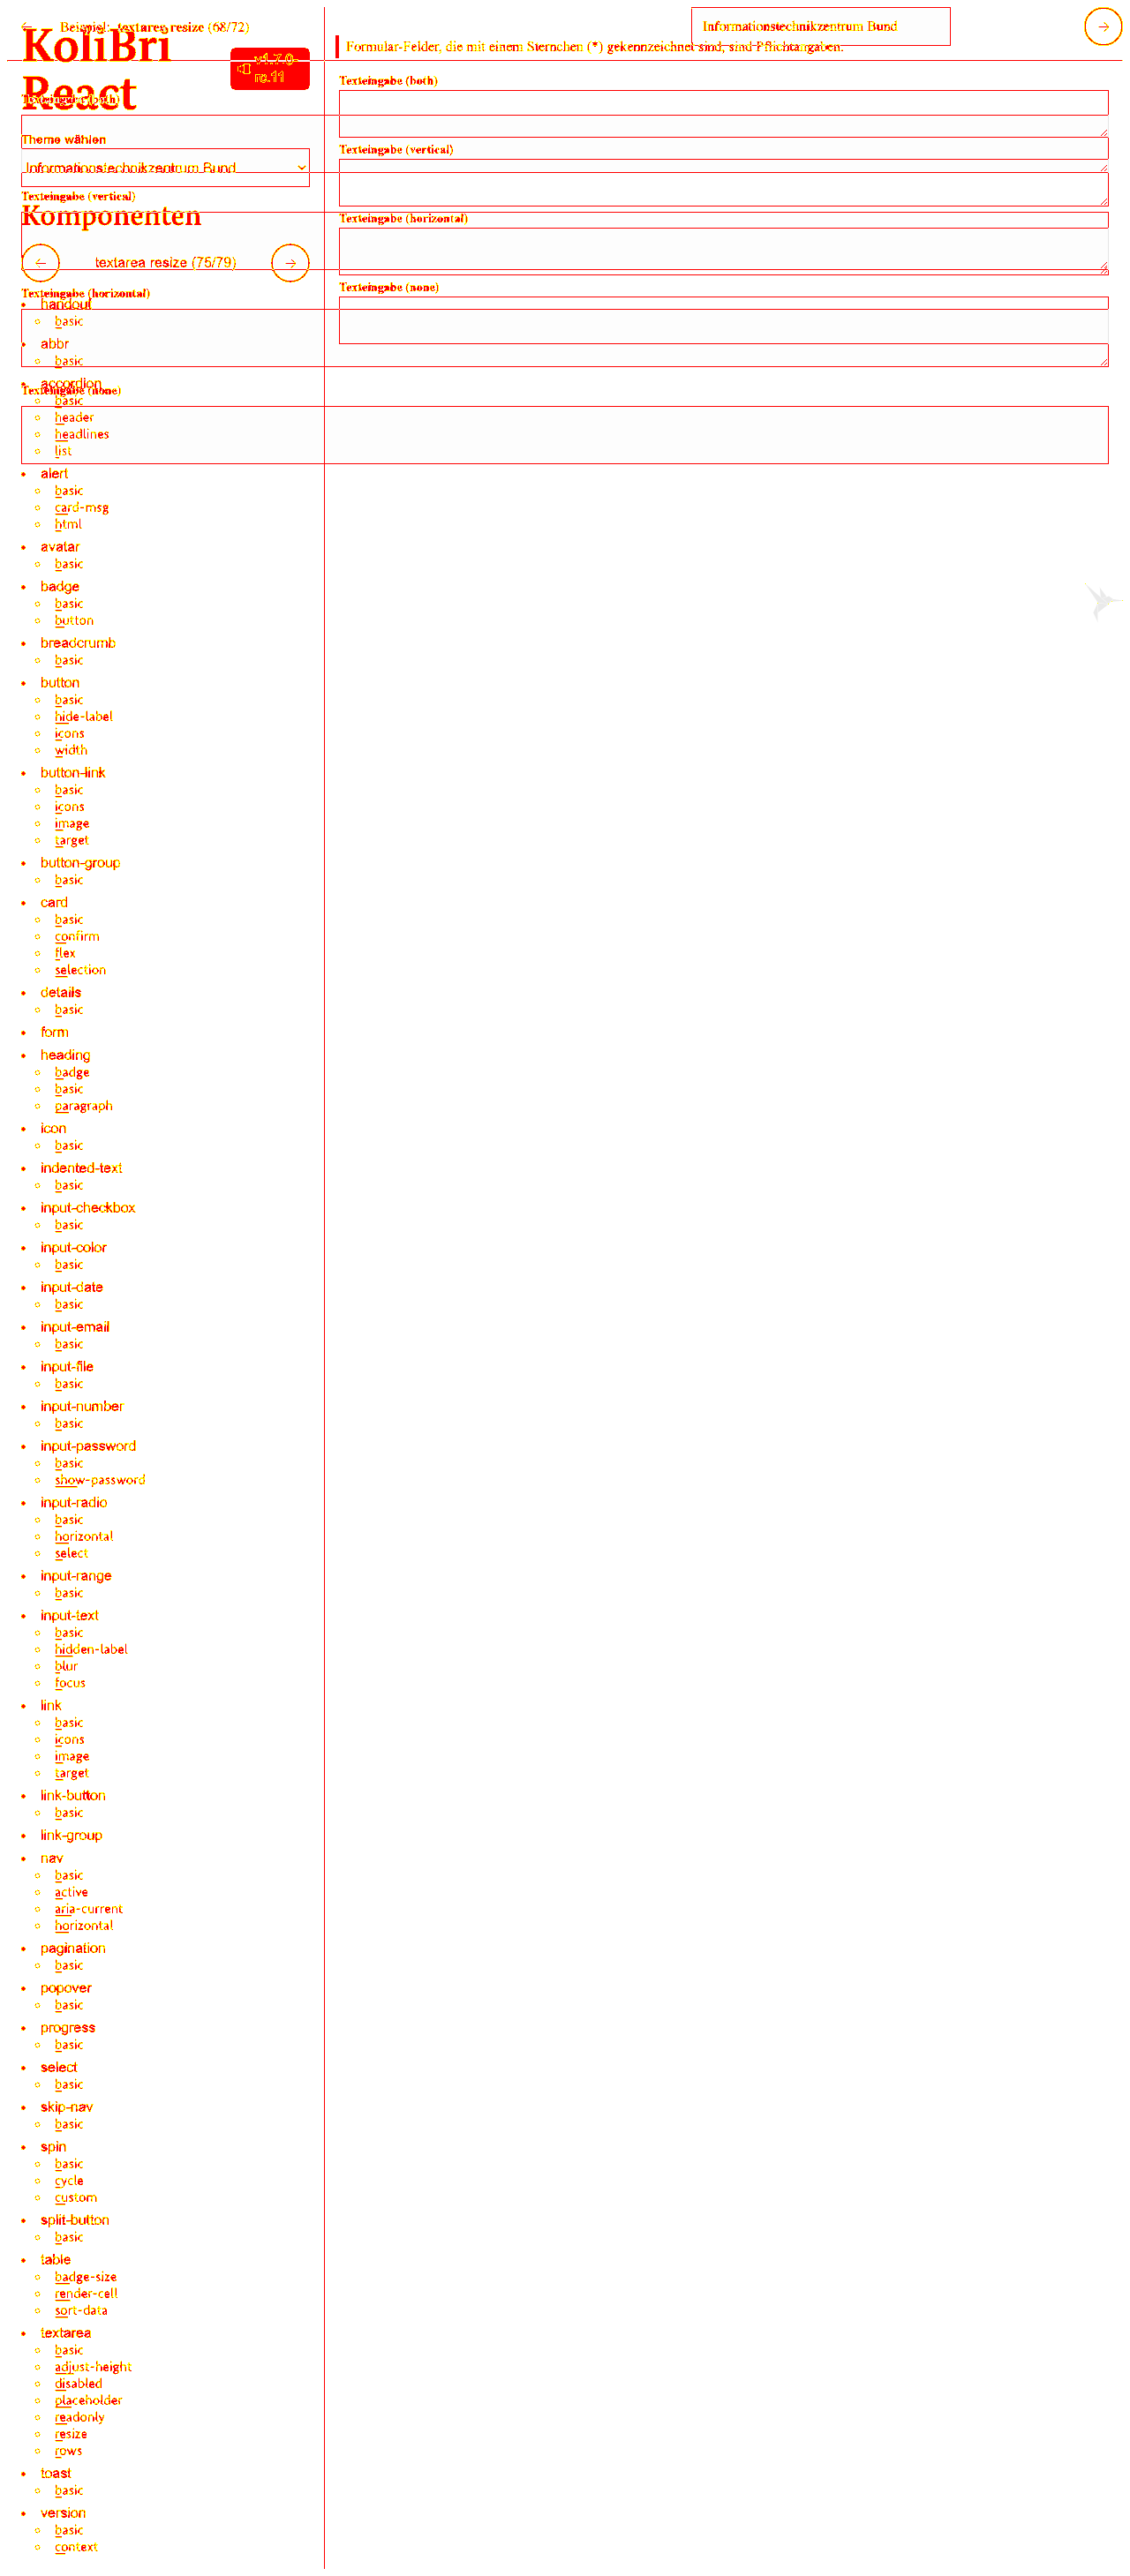 Beispiel: textarea resize (68/72)
Informationstechnikzentrum Bund
KoliBri
React
v1.7.0-
rc.11
Formular-Felder, die mit einem Sternchen (*) gekennzeichnet sind, sind Pflichtangaben.
Texteingabe (both)
Texteingabe (both)
Theme wählen
Informationstechnikzentrum Bund
Texteingabe (vertical)
Texteingabe (vertical)
Komponenten
Texteingabe (horizontal)
textarea resize (75/79)
Texteingabe (none)
Texteingabe (horizontal)
handout
basic
abbr
basic
accordion
Texteingabe (none)
basic
header
headlines
list
alert
basic
card-msg
html
avatar
basic
badge
basic
button
breadcrumb
basic
button
basic
hide-label
icons
width
button-link
basic
icons
image
target
button-group
basic
card
basic
confirm
flex
selection
details
basic
form
heading
badge
basic
paragraph
icon
basic
indented-text
basic
input-checkbox
basic
input-color
basic
input-date
basic
input-email
basic
input-file
basic
input-number
basic
input-password
basic
show-password
input-radio
basic
horizontal
select
input-range
basic
input-text
basic
hidden-label
blur
focus
link
basic
icons
image
target
link-button
basic
link-group
nav
basic
active
aria-current
horizontal
pagination
basic
popover
basic
progress
basic
select
basic
skip-nav
basic
spin
basic
cycle
custom
split-button
basic
table
badge-size
render-cell
sort-data
textarea
basic
adjust-height
disabled
placeholder
readonly
resize
rows
toast
basic
version
basic
context